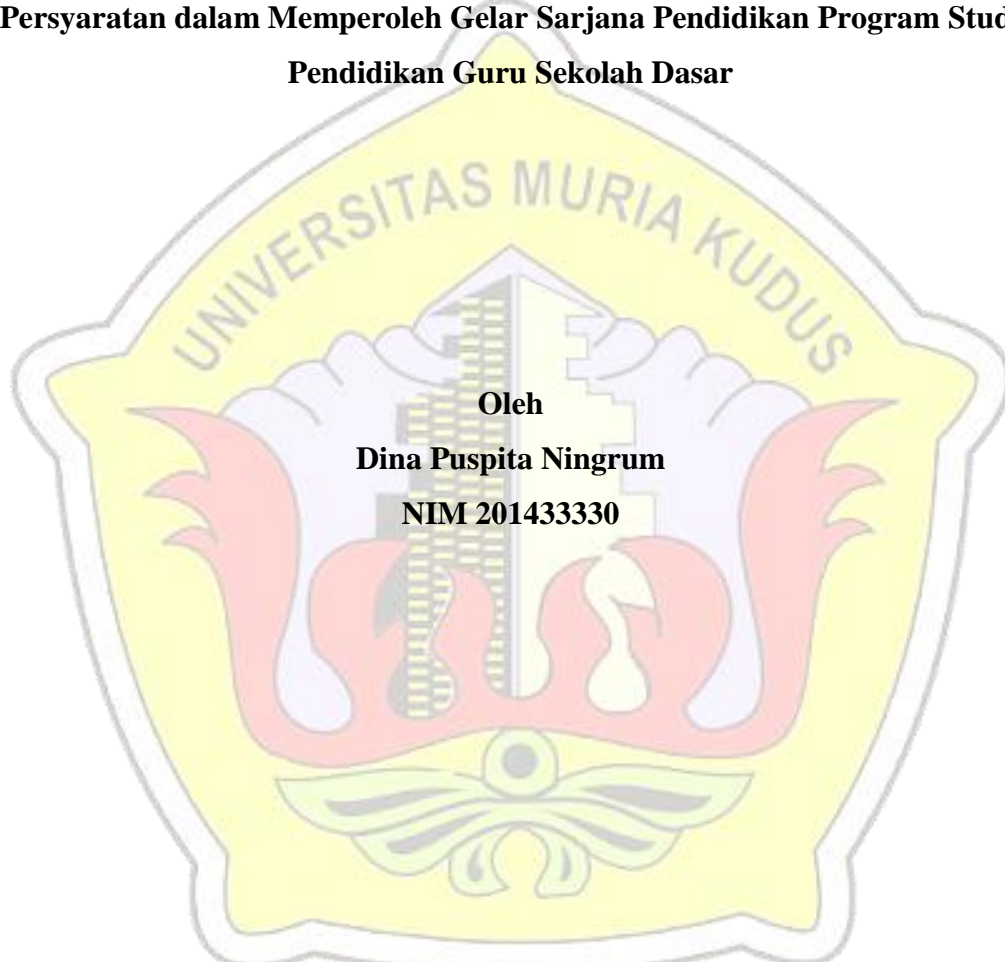 Persyaratan dalam Memperoleh Gelar Sarjana Pendidikan Program Stud
Pendidikan Guru Sekolah Dasar
UNIVERSITAS MURIA KUDUS
Oleh
Dina Puspita Ningrum
NIM 201433330